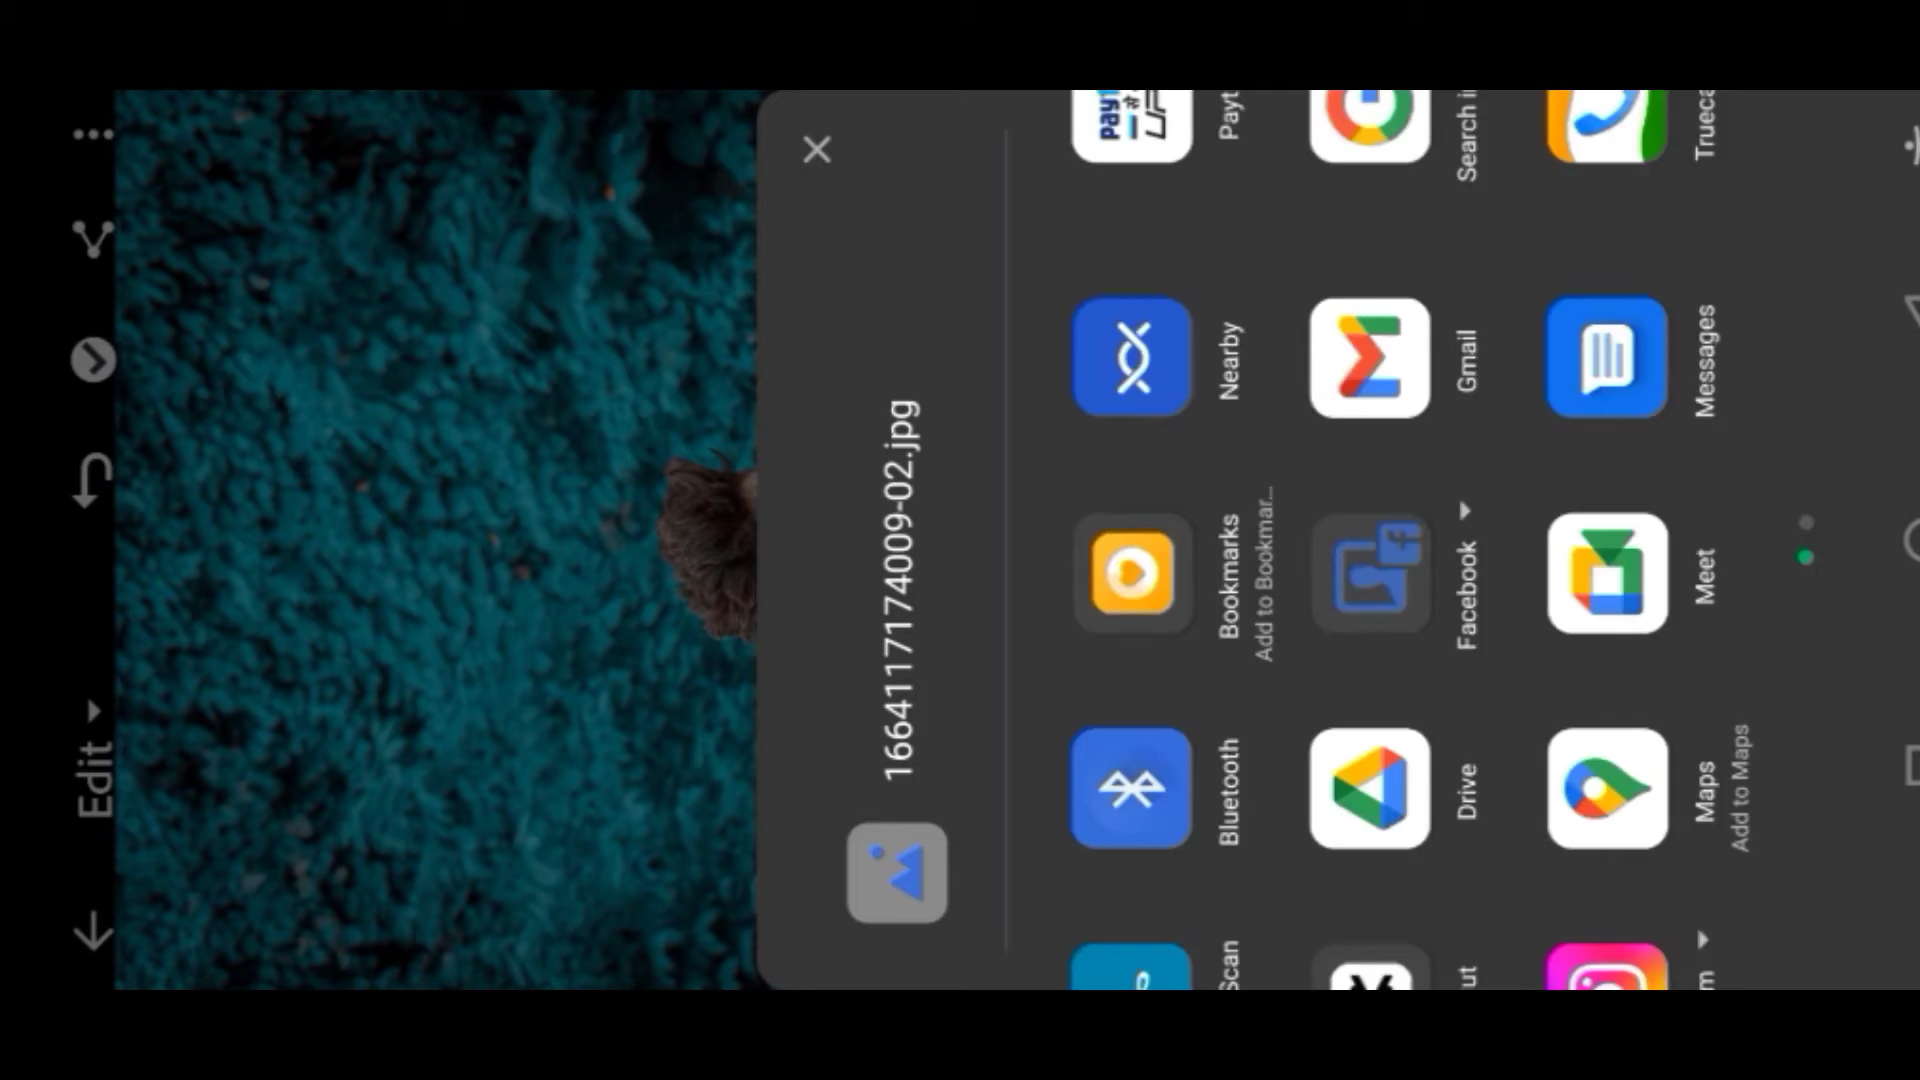 Edit
1664117174009-02.jpg
Scan
Bluetooth
Bookmarks
Add to Bookmar...
Nearby
Payt
Drive
Facebook
Gmail
Search
Maps
Add to Maps
Meet
Messages
Trueca